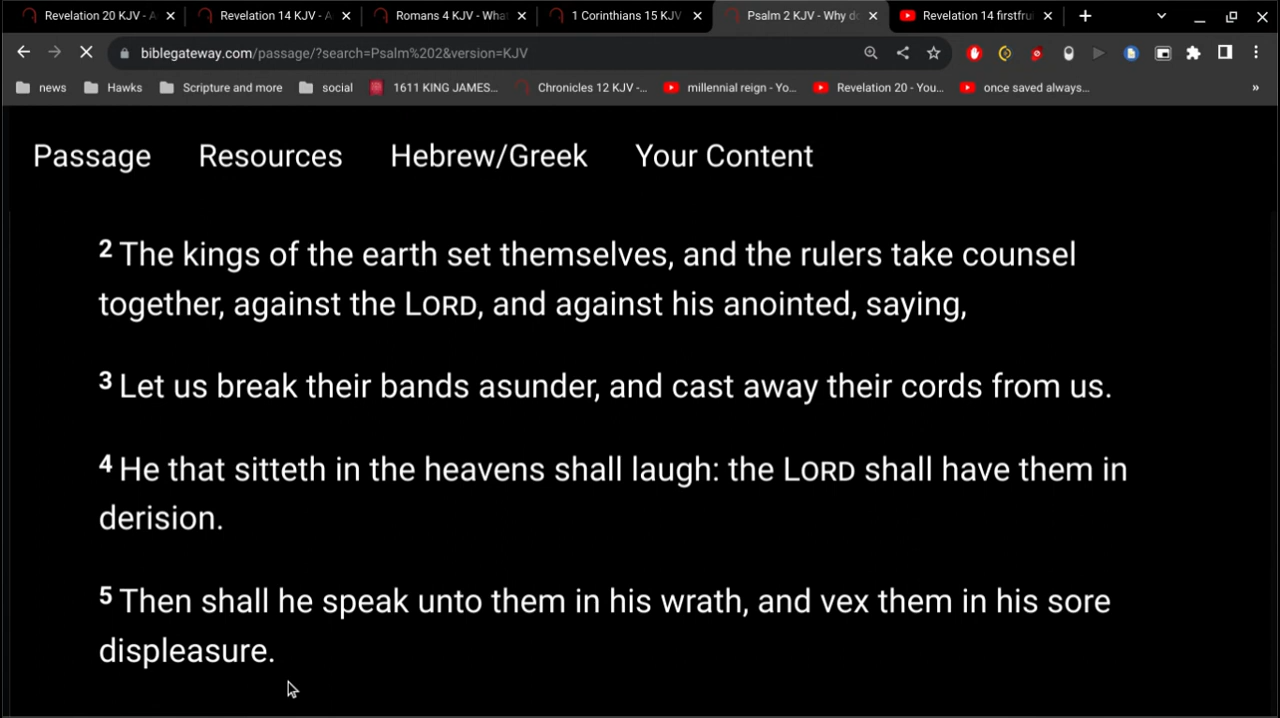 Revelation 20 KJV - A
Revelation 14 KJV - A
Romans 4 KJV - What
1 Corinthians 15 KJV
Psalm 2 KJV - Why do
Revelation 14 firstfru
biblegateway.com/passage/?search=Psalm%202&version=KJV
news
Hawks
Scripture and more
social
1611 KING JAMES...
Chronicles 12 KJV -...
millennial reign - Yo...
Revelation 20 - You...
once saved always...
»
Passage Resources Hebrew/Greek Your Content
2 The kings of the earth set themselves, and the rulers take counsel
together, against the LORD, and against his anointed, saying,
3 Let us break their bands asunder, and cast away their cords from us.
4 He that sitteth in the heavens shall laugh: the LORD shall have them in
derision.
5 Then shall he speak unto them in his wrath, and vex them in his sore
displeasure.